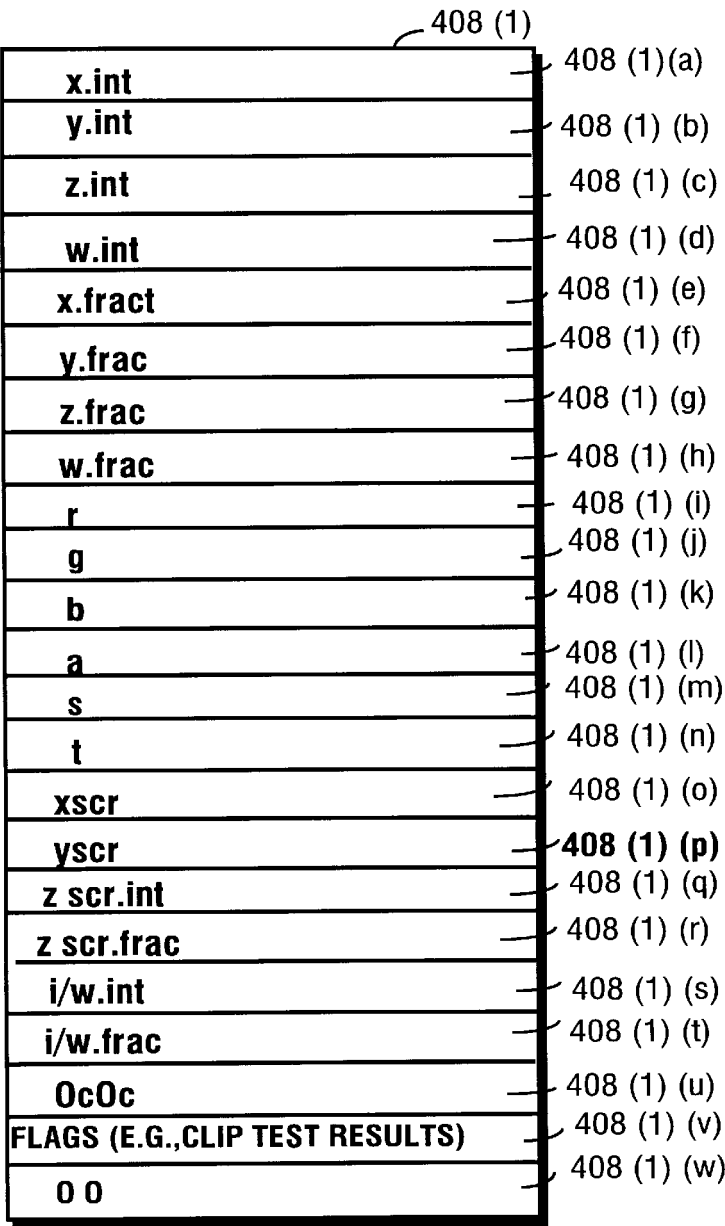 408 (1)
x.int 408 (1)(a)
y.int 408 (1) (b)
z.int 408 (1) (c)
w.int 408 (1) (d)
x.fract 408 (1) (e)
y.frac 408 (1) (f)
z.frac 408 (1) (g)
w.frac 408 (1) (h)
r 408 (1) (i)
g 408 (1) (j)
b 408 (1) (k)
a 408 (1) (l)
s 408 (1) (m)
t 408 (1) (n)
xscr 408 (1) (o)
yscr 408 (1) (p)
z scr.int 408 (1) (q)
z scr.frac 408 (1) (r)
i/w.int 408 (1) (s)
i/w.frac 408 (1) (t)
0c0c 408 (1) (u)
FLAGS (E.G.,CLIP TEST RESULTS) 408 (1) (v)
0 0 408 (1) (w)